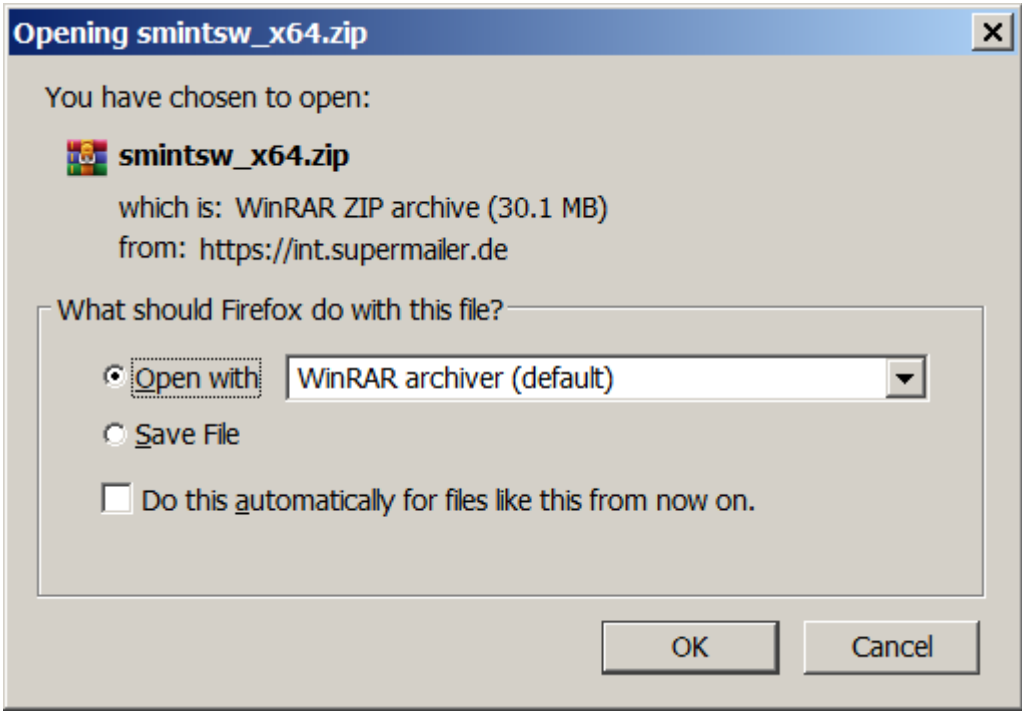 Opening smintsw_x64.zip
You have chosen to open:
smintsw_x64.zip
which is: WinRAR ZIP archive (30.1 MB)
from: https://int.supermailer.de
What should Firefox do with this file?
Open with WinRAR archiver (default)
Save File
Do this automatically for files like this from now on.
OK Cancel